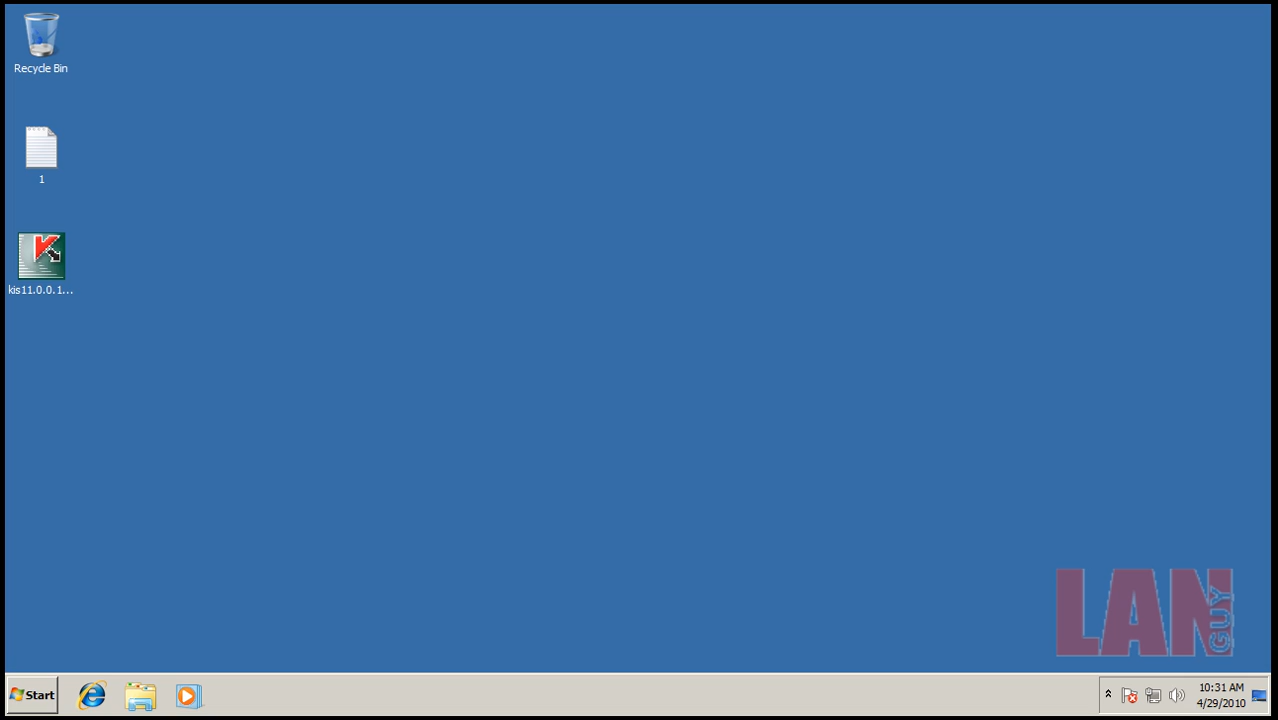 Recycle Bin
1
kis11.0.0.1...
LAN
GUY
Start
10:31 AM
4/29/2010